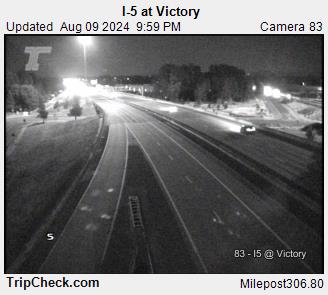 I-5 at Victory
Updated Aug 09 2024 9:59 PM Camera 83
T
S
83 - I5 @ Victory
TripCheck.com Milepost306.80